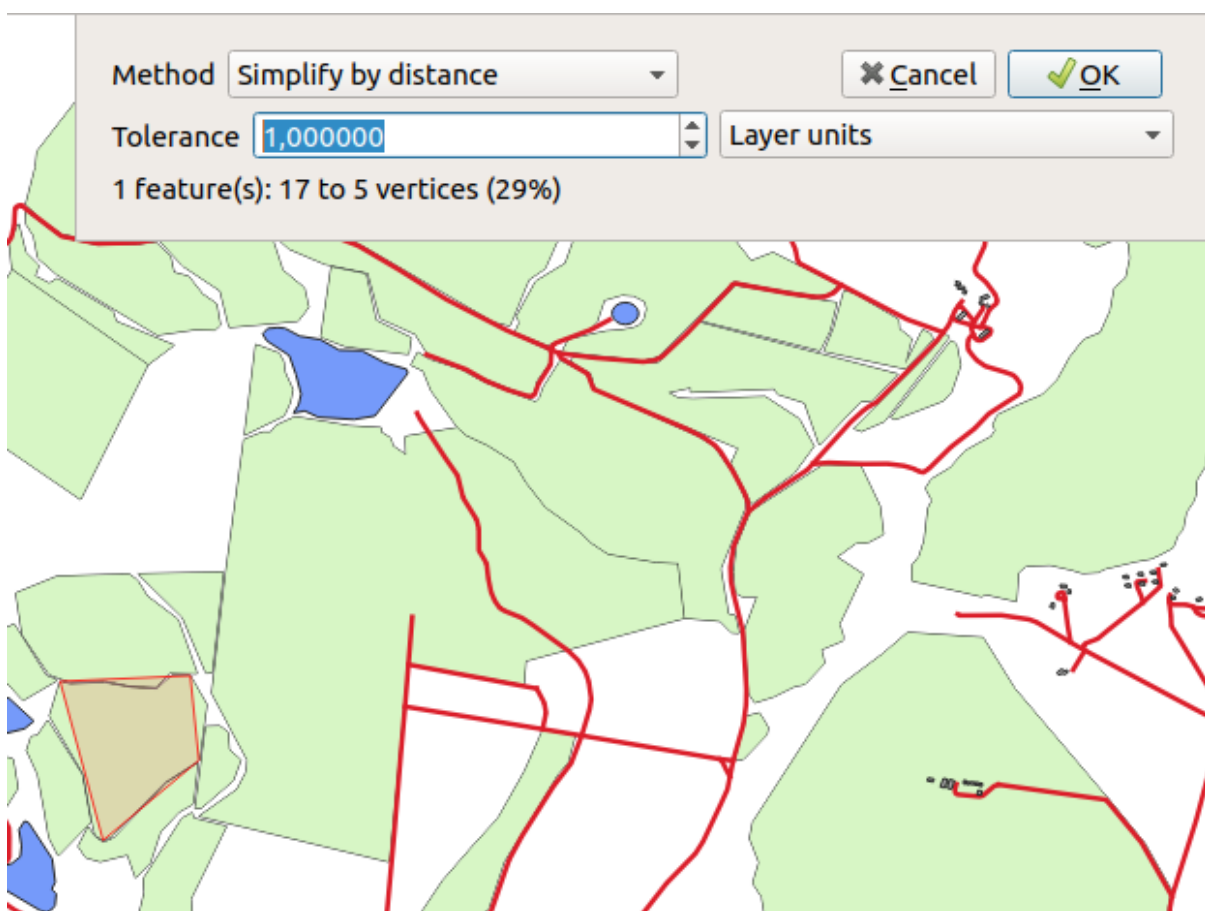 Method Simplify by distance Cancel OK
Tolerance 1,000000 Layer units
1 feature(s): 17 to 5 vertices (29%)